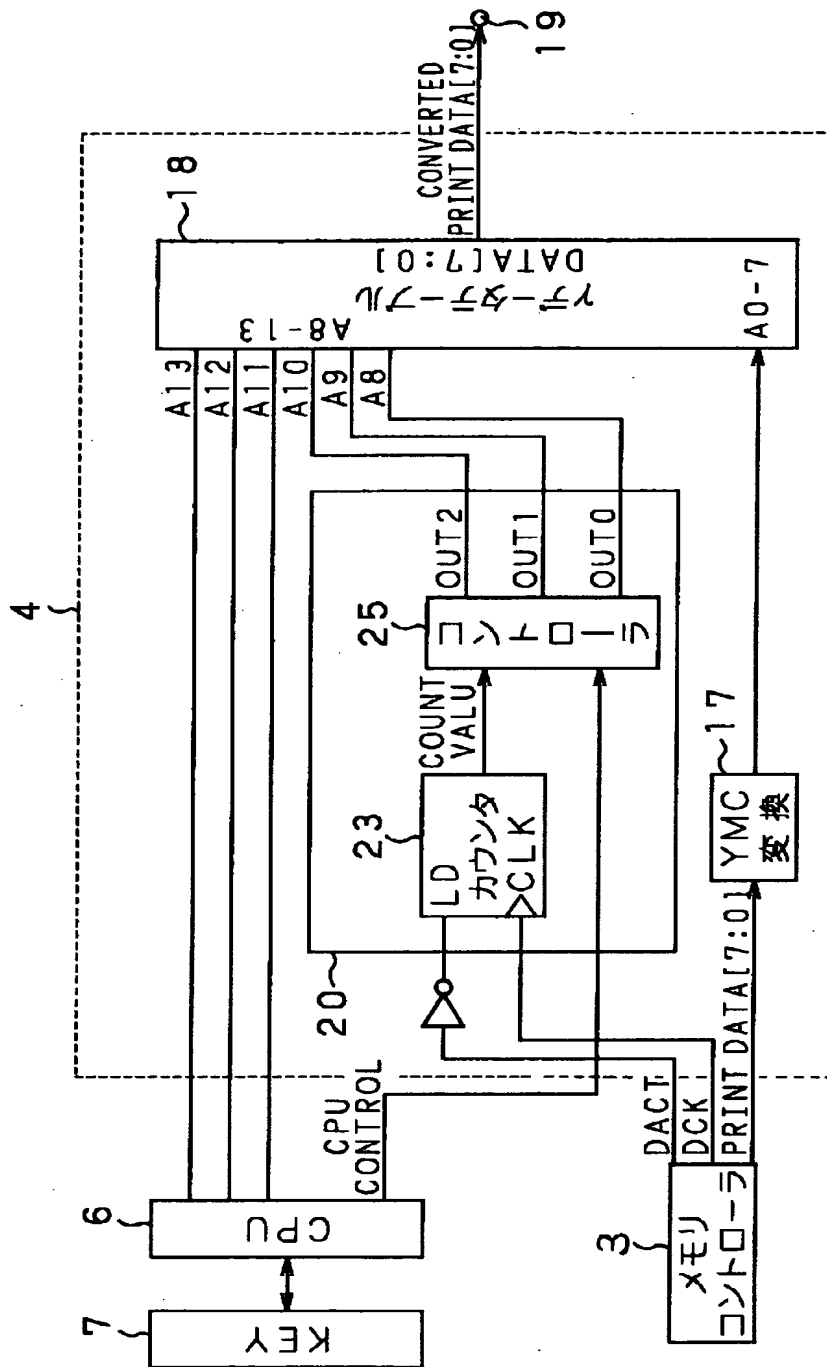 4
7
KEY
6
CPU
CPU
CONTROL
A13
A12
A11
A10
A9
A8
18
A8-13
γデータテーブル
DATA[7:0]
A0-7
CONVERTED
PRINT DATA[7:0]
19
20
23
LD
カウンタ
CLK
COUNT
VALU
25
コントローラ
OUT2
OUT1
OUT0
3
メモリ
コントローラ
DACT
DCK
PRINT DATA[7:0]
17
YMC
変換